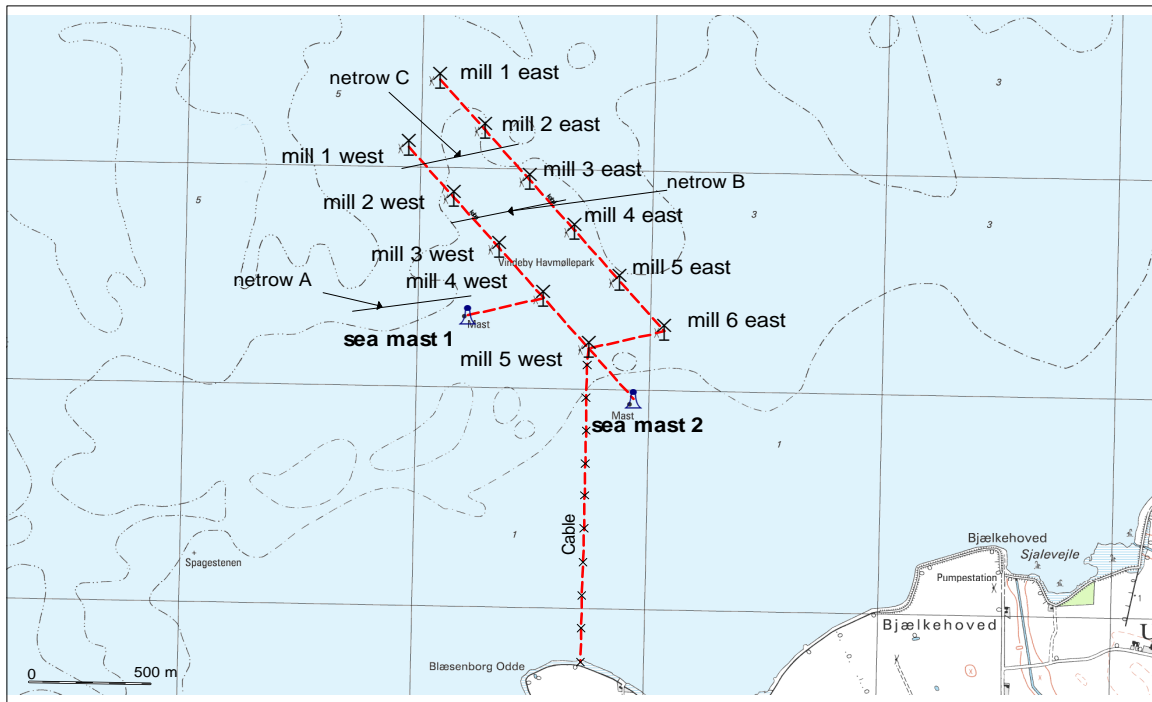 mill 1 east
netrow C
3
5
mill 2 east
mill 1 west
mill 3 east
netrow B
mill 2 west
5
3
3
mill 4 east
mill 3 west
Vindeby Havmøllepark
mill 5 east
netrow A
mill 4 west
Mast
sea mast 1
mill 6 east
mill 5 west
Mast
sea mast 2
1
1
Cable
Spagestenen
Bjælkehoved
Sjalevejle
Pumpestation
1
Bjælkehoved
U
Blæsenborg Odde
0
500 m